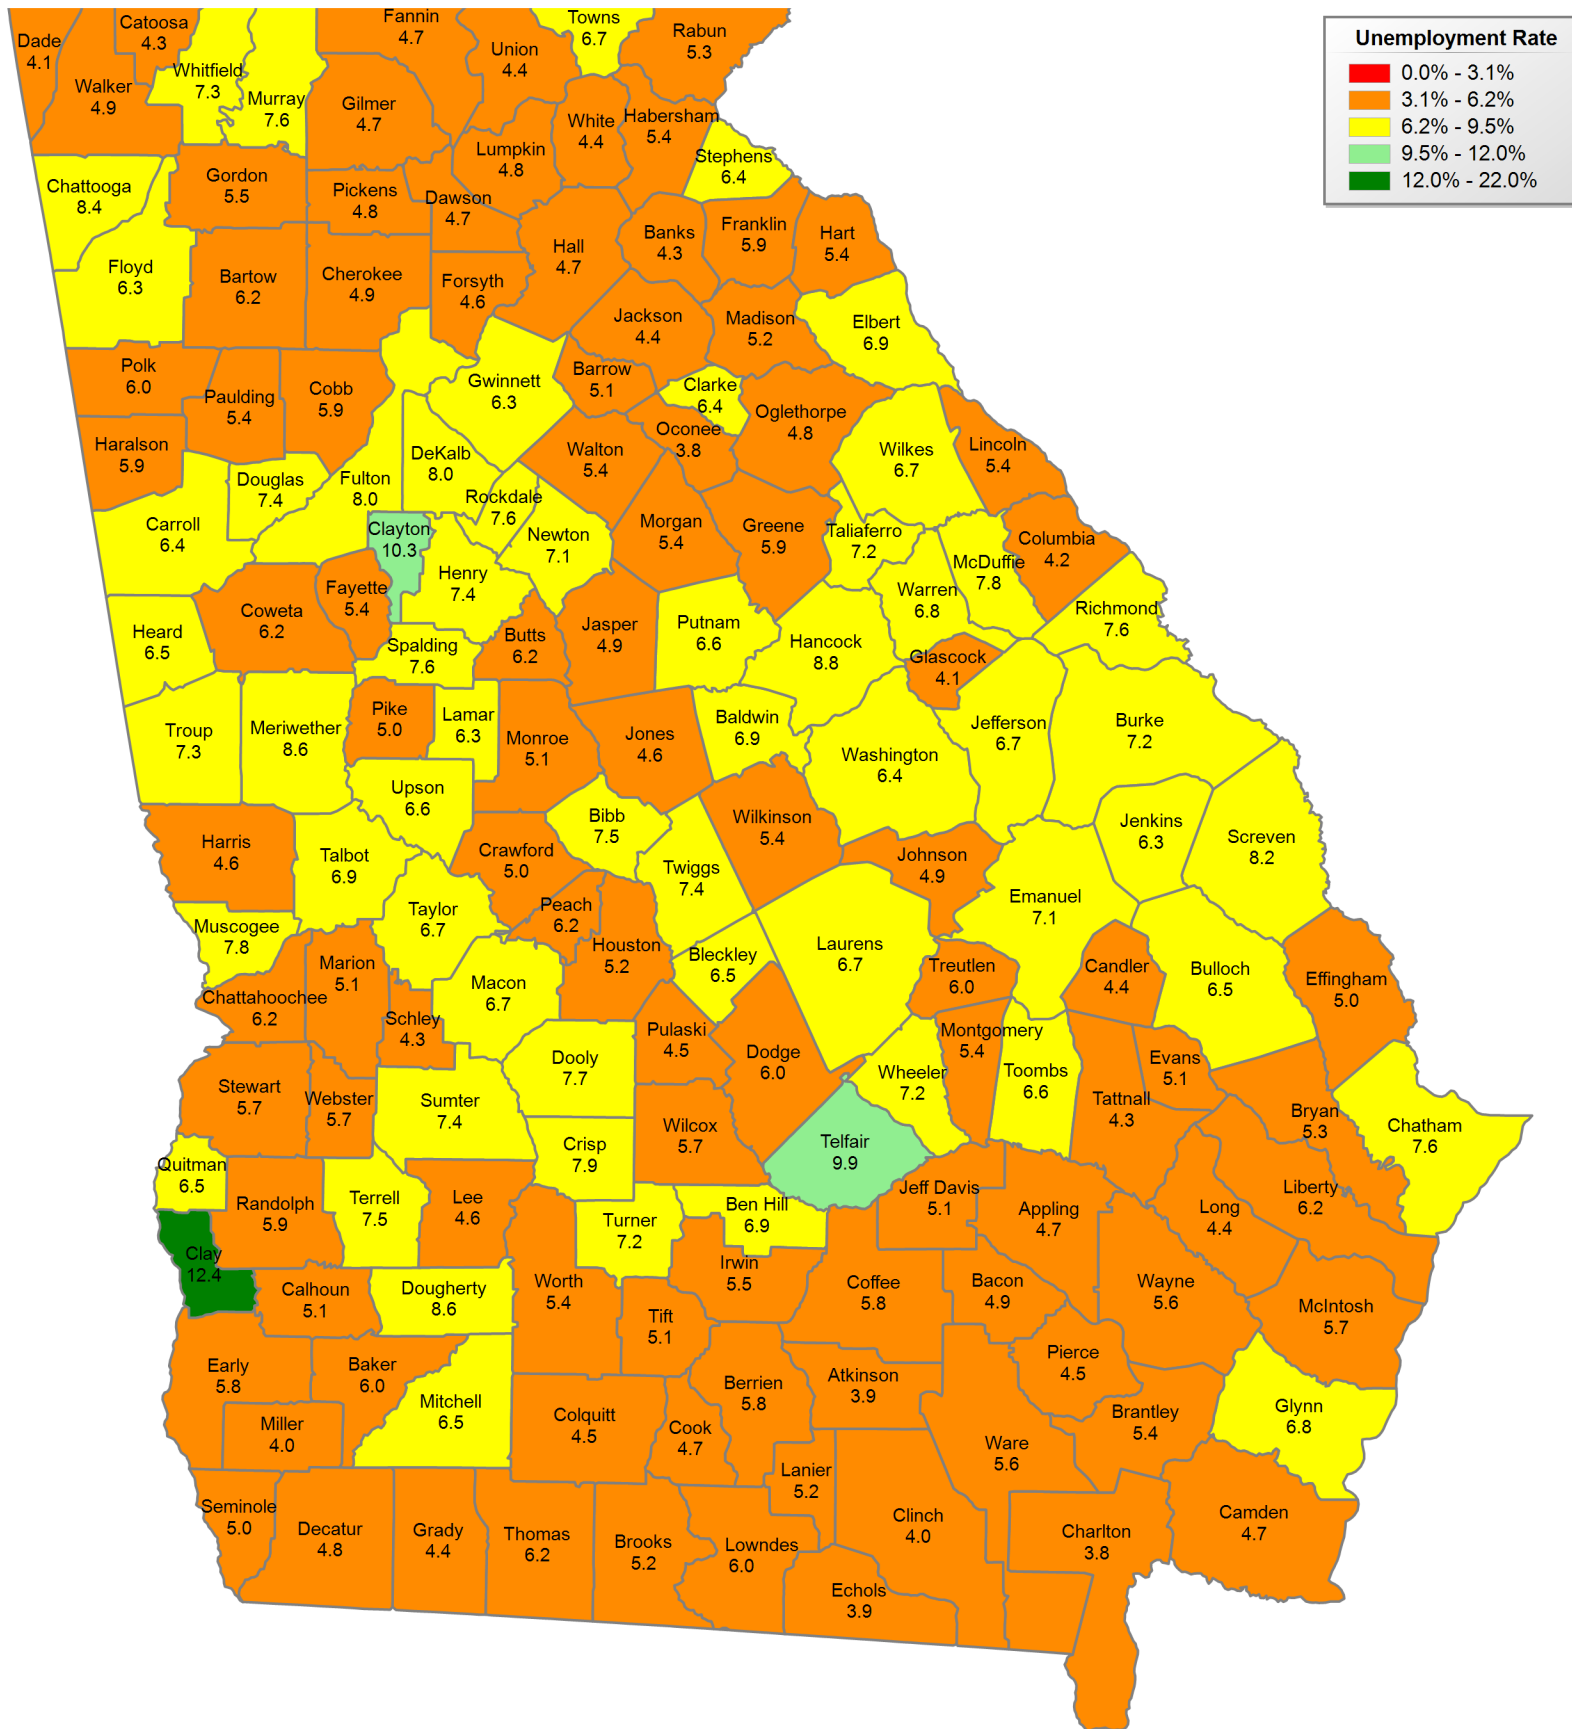 Unemployment Rate
0.0% - 3.1%
3.1% - 6.2%
6.2% - 9.5%
9.5% - 12.0%
12.0% - 22.0%
Dade
4.1
Catoosa
4.3
Walker
4.9
Whitfield
7.3
Murray
7.6
Fannin
4.7
Gilmer
4.7
Union
4.4
Towns
6.7
Rabun
5.3
White
4.4
Habersham
5.4
Lumpkin
4.8
Stephens
6.4
Chattooga
8.4
Gordon
5.5
Pickens
4.8
Dawson
4.7
Hall
4.7
Banks
4.3
Franklin
5.9
Hart
5.4
Floyd
6.3
Bartow
6.2
Cherokee
4.9
Forsyth
4.6
Jackson
4.4
Madison
5.2
Elbert
6.9
Polk
6.0
Paulding
5.4
Cobb
5.9
Gwinnett
6.3
Barrow
5.1
Clarke
6.4
Oglethorpe
4.8
Oconee
3.8
Haralson
5.9
Douglas
7.4
Fulton
8.0
DeKalb
8.0
Rockdale
7.6
Walton
5.4
Wilkes
6.7
Lincoln
5.4
Carroll
6.4
Clayton
10.3
Newton
7.1
Morgan
5.4
Greene
5.9
Taliaferro
7.2
McDuffie
7.8
Columbia
4.2
Henry
7.4
Fayette
5.4
Coweta
6.2
Heard
6.5
Spalding
7.6
Butts
6.2
Jasper
4.9
Putnam
6.6
Hancock
8.8
Warren
6.8
Richmond
7.6
Glascock
4.1
Troup
7.3
Meriwether
8.6
Pike
5.0
Lamar
6.3
Monroe
5.1
Jones
4.6
Baldwin
6.9
Washington
6.4
Jefferson
6.7
Burke
7.2
Upson
6.6
Bibb
7.5
Wilkinson
5.4
Jenkins
6.3
Screven
8.2
Harris
4.6
Talbot
6.9
Crawford
5.0
Twiggs
7.4
Johnson
4.9
Emanuel
7.1
Muscogee
7.8
Taylor
6.7
Peach
6.2
Houston
5.2
Bleckley
6.5
Laurens
6.7
Treutlen
6.0
Candler
4.4
Bulloch
6.5
Effingham
5.0
Marion
5.1
Chattahoochee
6.2
Schley
4.3
Macon
6.7
Pulaski
4.5
Dodge
6.0
Montgomery
5.4
Wheeler
7.2
Toombs
6.6
Evans
5.1
Tattnall
4.3
Stewart
5.7
Webster
5.7
Sumter
7.4
Dooly
7.7
Crisp
7.9
Wilcox
5.7
Telfair
9.9
Bryan
5.3
Chatham
7.6
Quitman
6.5
Randolph
5.9
Terrell
7.5
Lee
4.6
Turner
7.2
Ben Hill
6.9
Jeff Davis
5.1
Appling
4.7
Long
4.4
Liberty
6.2
Clay
12.4
Calhoun
5.1
Dougherty
8.6
Worth
5.4
Irwin
5.5
Tift
5.1
Coffee
5.8
Bacon
4.9
Wayne
5.6
McIntosh
5.7
Early
5.8
Baker
6.0
Mitchell
6.5
Miller
4.0
Colquitt
4.5
Cook
4.7
Berrien
5.8
Atkinson
3.9
Pierce
4.5
Brantley
5.4
Glynn
6.8
Ware
5.6
Lanier
5.2
Seminole
5.0
Decatur
4.8
Grady
4.4
Thomas
6.2
Brooks
5.2
Lowndes
6.0
Clinch
4.0
Charlton
3.8
Camden
4.7
Echols
3.9